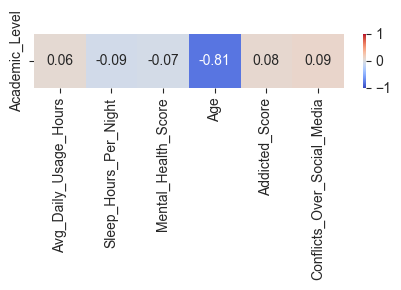 Academic_Level
0.06 -0.09 -0.07 -0.81 0.08 0.09
1
0
-1
Avg_Daily_Usage_Hours
Sleep_Hours_Per_Night
Mental_Health_Score
Age
Addicted_Score
Conflicts_Over_Social_Media